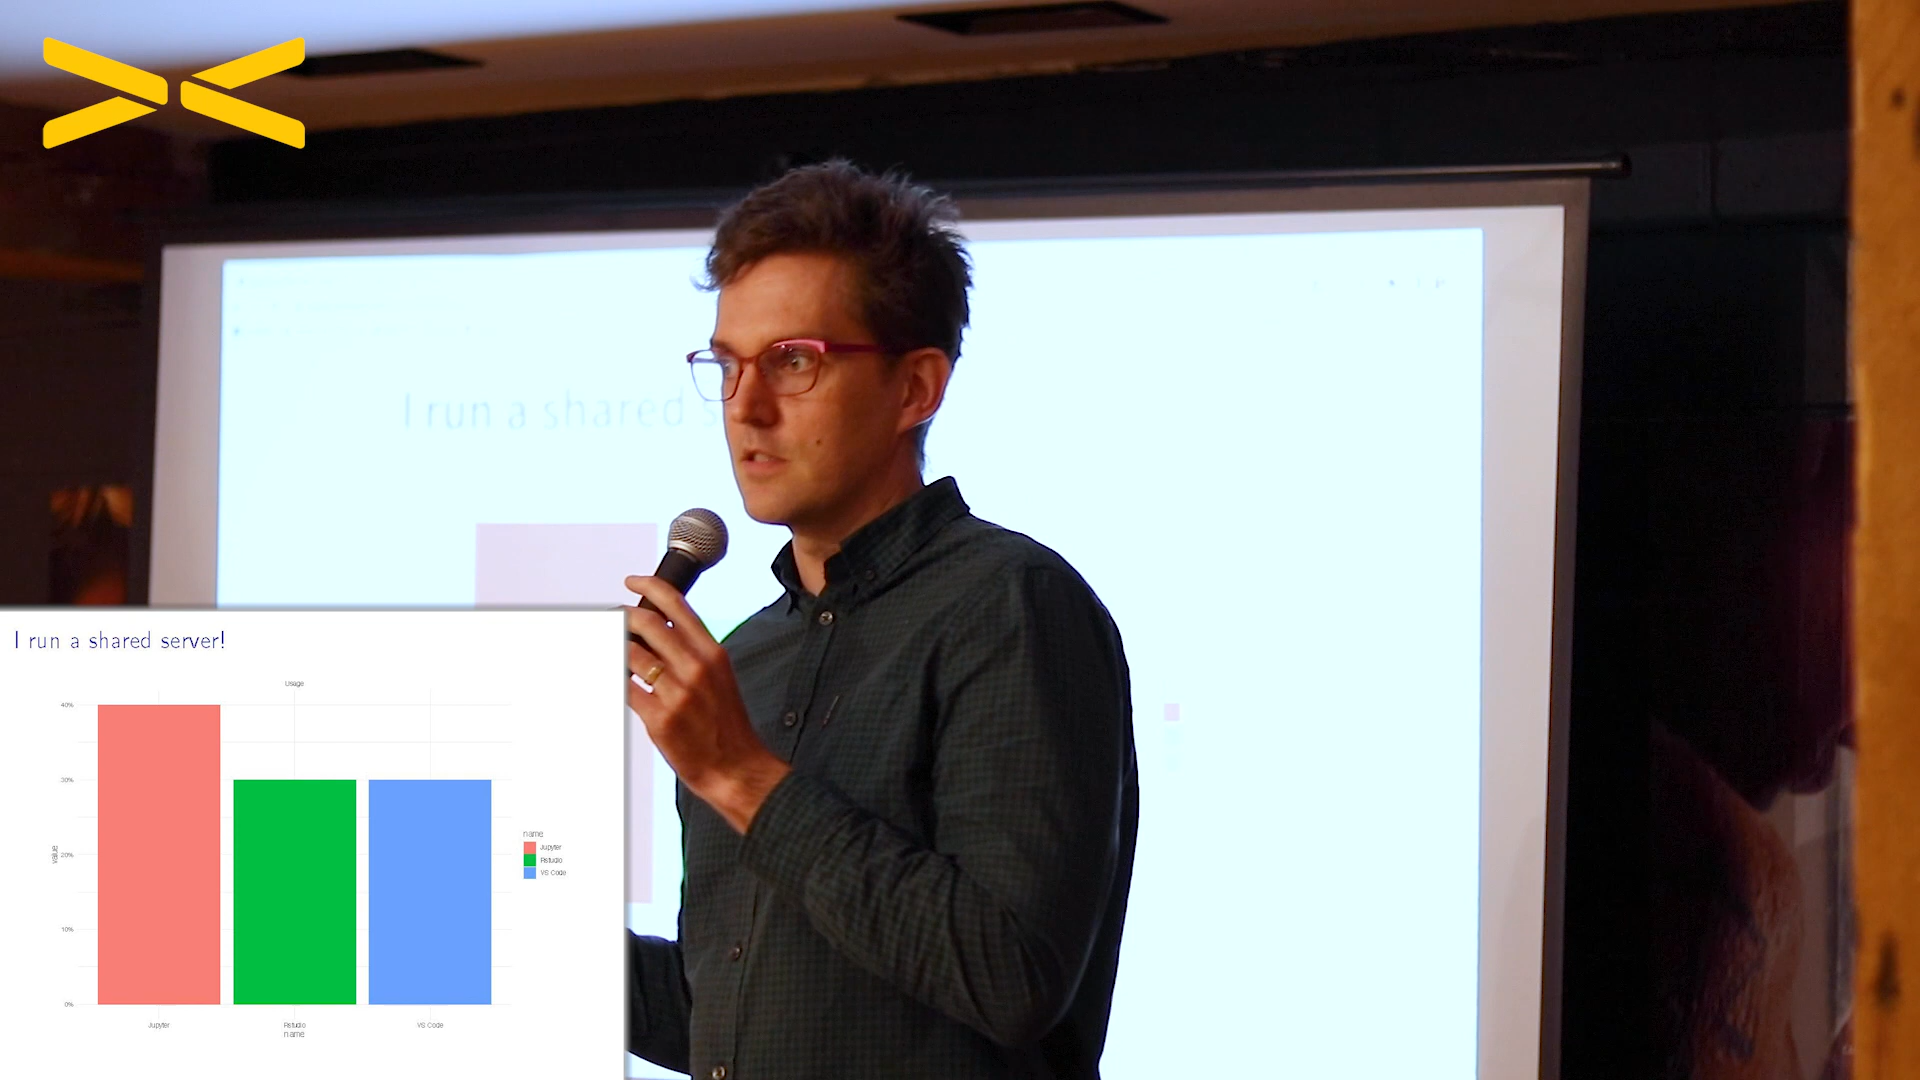 I run a shared s
I run a shared server!
Usage
40%
30%
20%
10%
0%
value
Jupyter
Rstudio
VS Code
name
name
Jupyter
Rstudio
VS Code